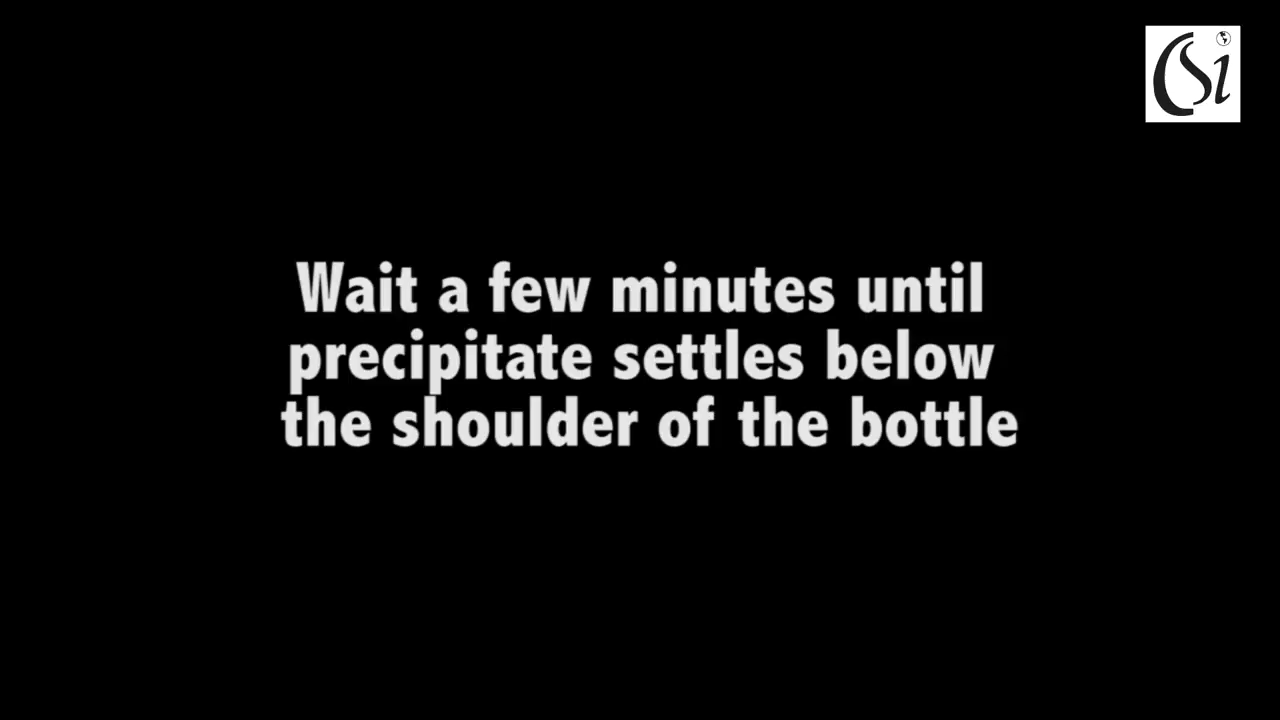 CSi
Wait a few minutes until
precipitate settles below
the shoulder of the bottle